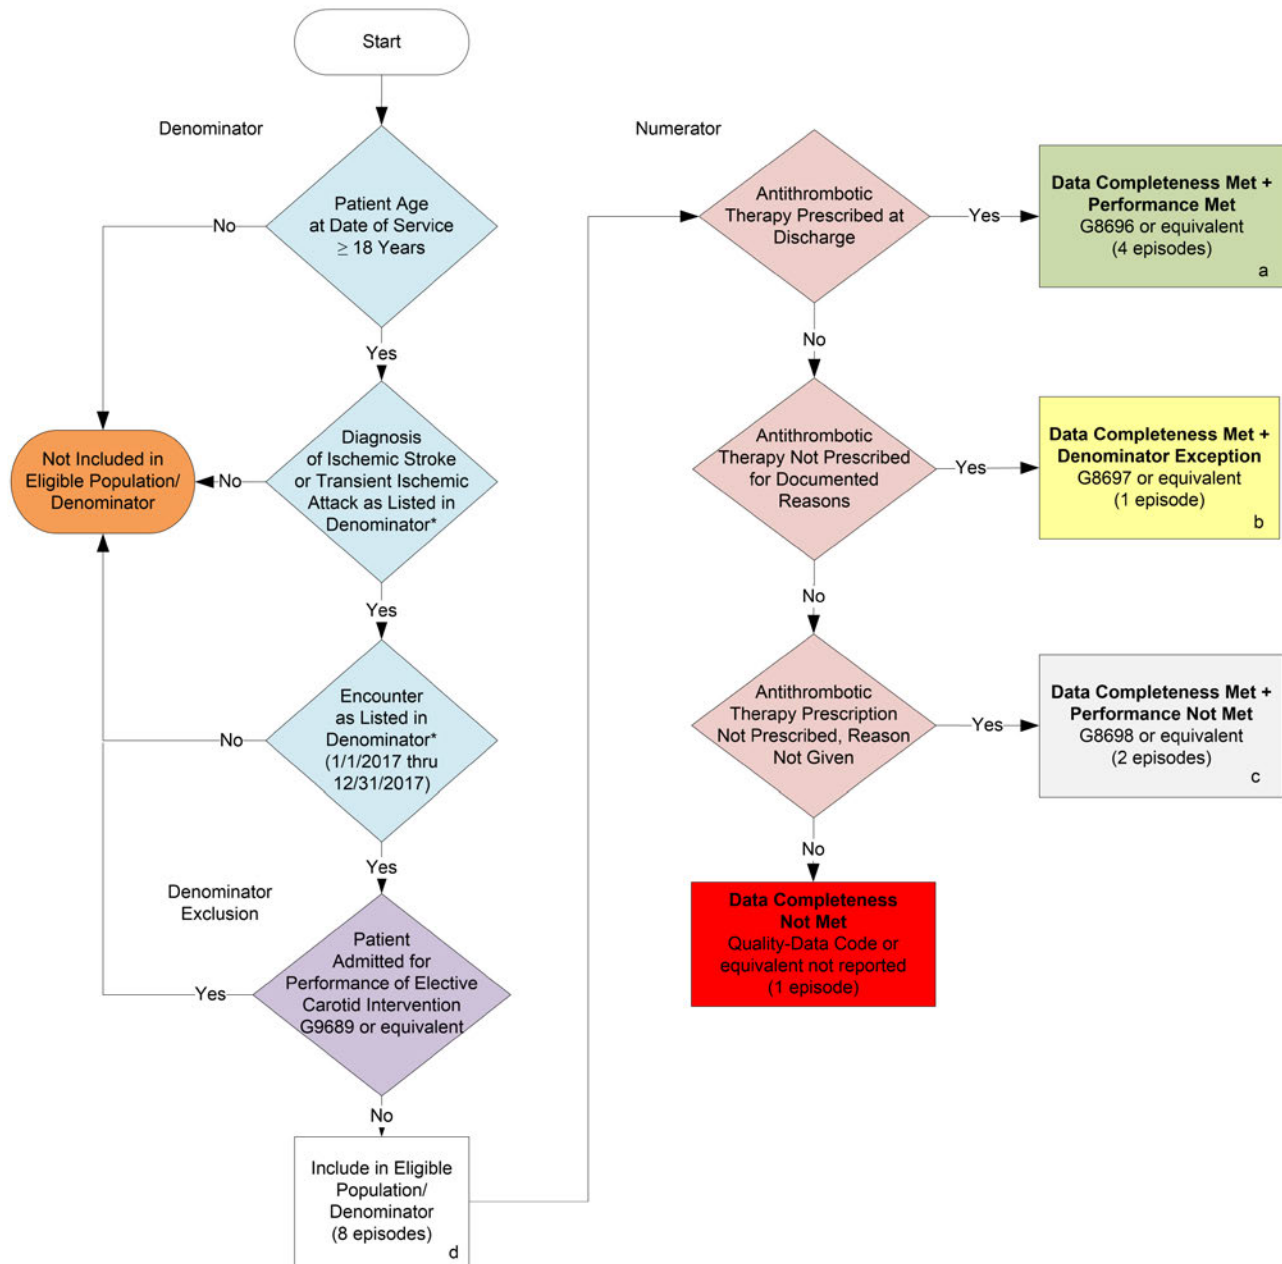 Start
Denominator
Patient Age
at Date of Service
≥ 18 Years
No
Yes
Diagnosis
of Ischemic Stroke
or Transient Ischemic
Attack as Listed in
Denominator*
No
Not Included in
Eligible Population/
Denominator
Yes
Encounter
as Listed in
Denominator*
(1/1/2017 thru
12/31/2017)
No
Yes
Denominator
Exclusion
Patient
Admitted for
Performance of Elective
Carotid Intervention
G9689 or equivalent
Yes
No
Include in Eligible
Population/
Denominator
(8 episodes)
d
Numerator
Antithrombotic
Therapy Prescribed at
Discharge
Yes
Data Completeness Met +
Performance Met
G8696 or equivalent
(4 episodes)
a
No
Antithrombotic
Therapy Not Prescribed
for Documented
Reasons
Yes
Data Completeness Met +
Denominator Exception
G8697 or equivalent
(1 episode)
b
No
Antithrombotic
Therapy Prescription
Not Prescribed, Reason
Not Given
Yes
Data Completeness Met +
Performance Not Met
G8698 or equivalent
(2 episodes)
c
No
Data Completeness
Not Met
Quality-Data Code or
equivalent not reported
(1 episode)